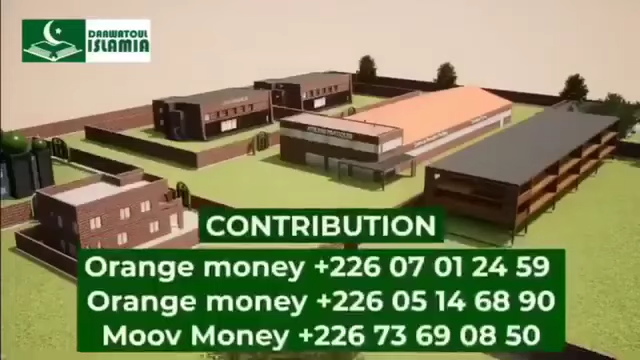 DAAWATOUL
ISLAMIA
CONTRIBUTION
Orange money +226 07 01 24 59
Orange money +226 05 14 68 90
Moov Money +226 73 69 08 50